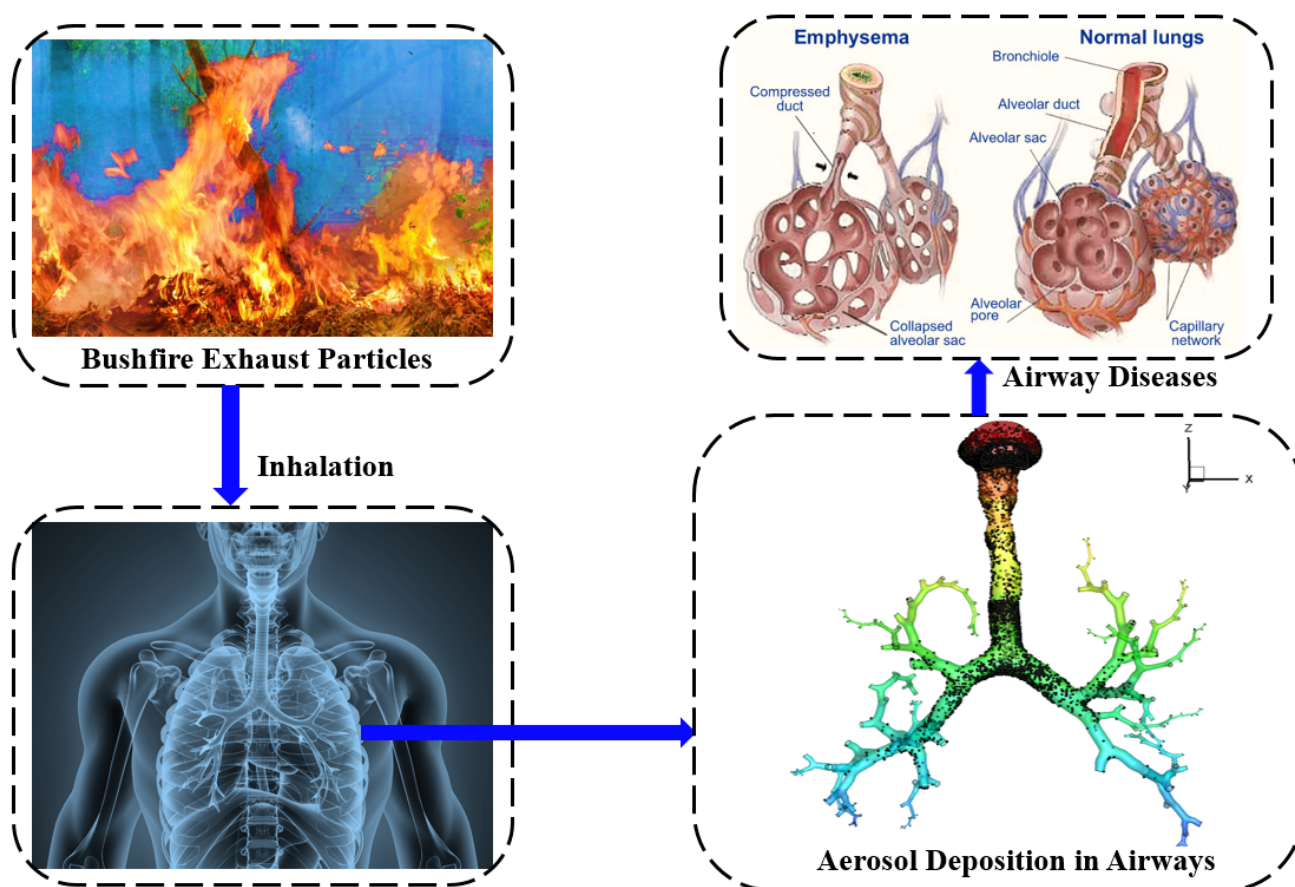 Bushfire Exhaust Particles
Inhalation
Emphysema
Normal lungs
Compressed
duct
Bronchiole
Alveolar duct
Alveolar sac
Collapsed
alveolar sac
Alveolar
pore
Capillary
network
Airway Diseases
Z
Y
X
Aerosol Deposition in Airways